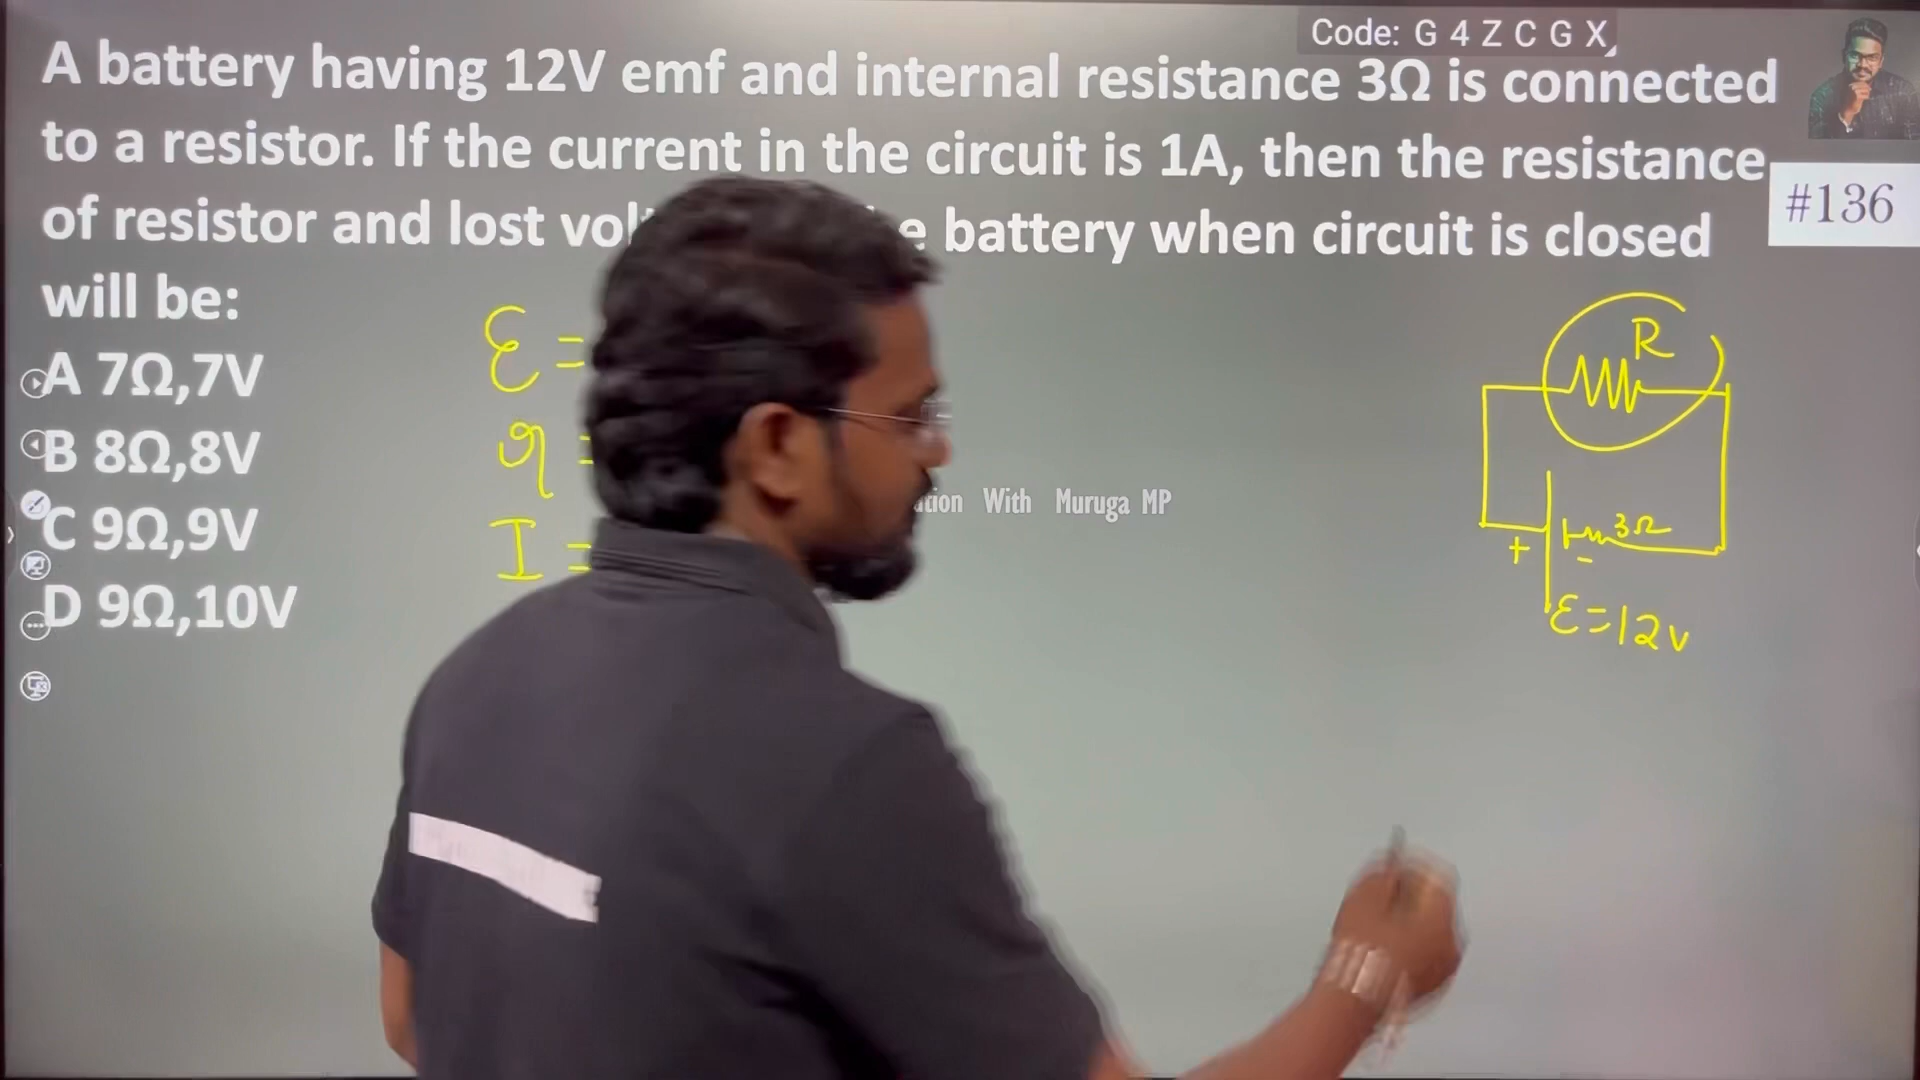 Code: G 4 Z C G X
A battery having 12V emf and internal resistance 3Ω is connected
to a resistor. If the current in the circuit is 1A, then the resistance
#136
of resistor and lost battery when circuit is closed
will be:
A 7Ω,7V
B 8Ω,8V
C 9Ω,9V
D 9Ω,10V
ε =
r =
I =
With Muruga MP
R
3Ω
+ -
ε=12v